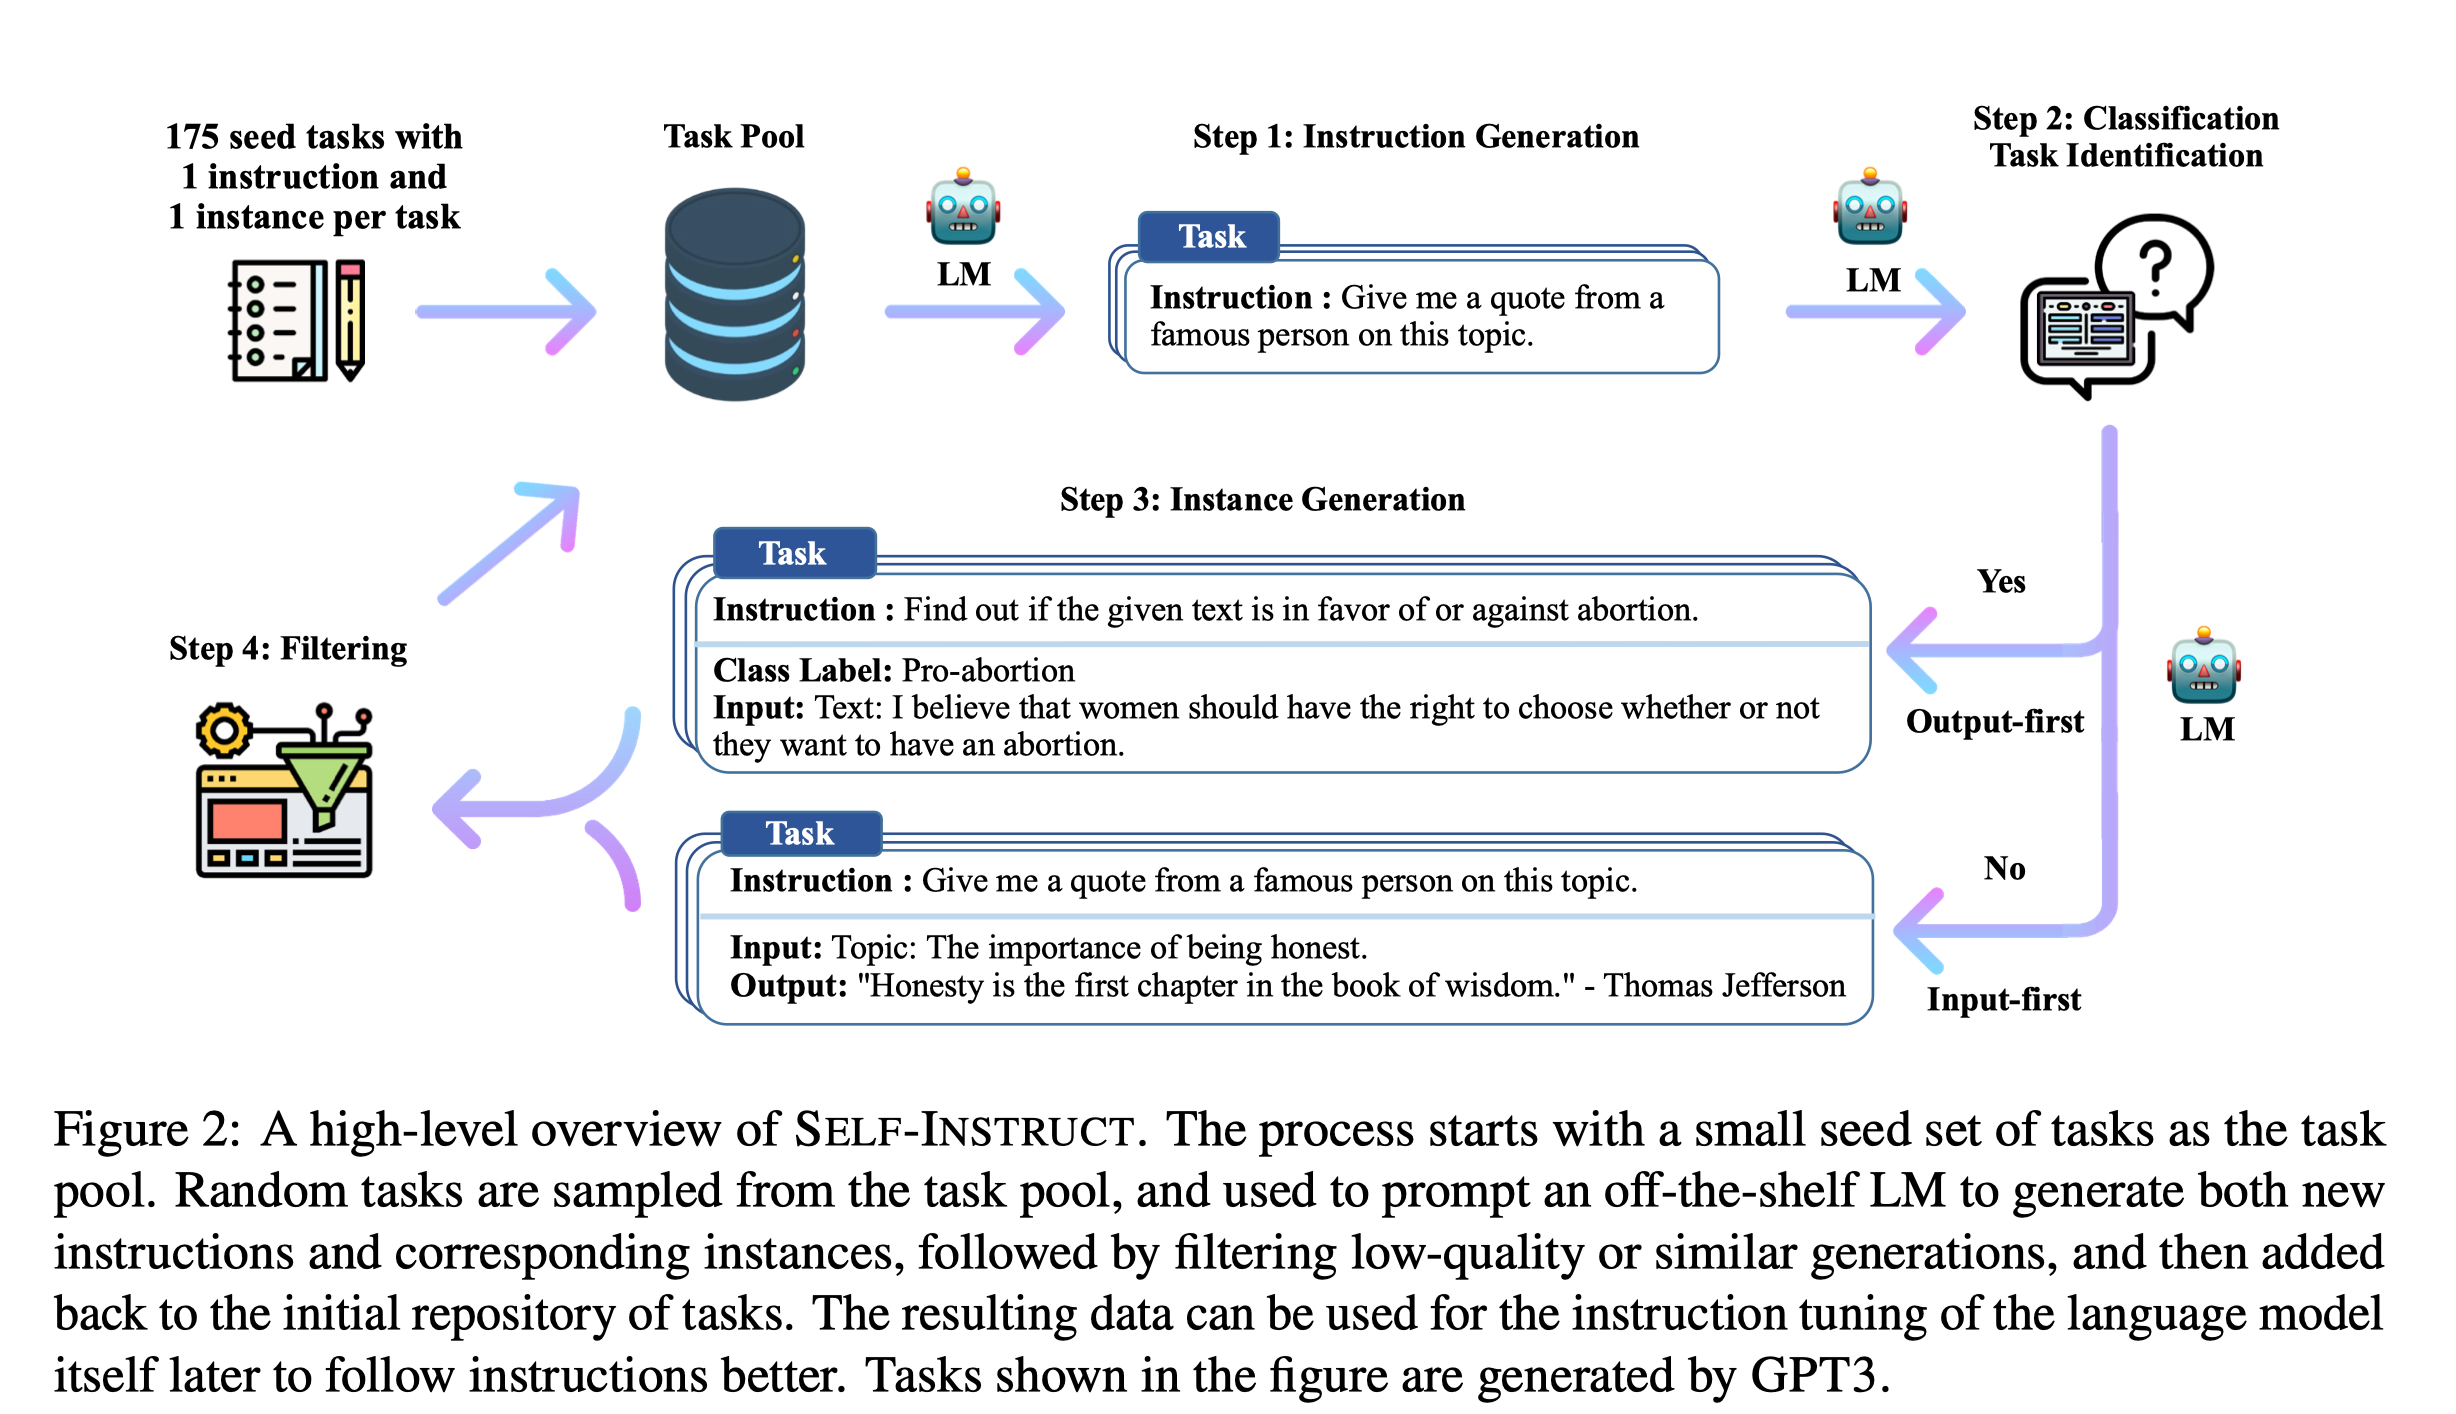 175 seed tasks with
1 instruction and
1 instance per task
Task Pool
LM
Step 1: Instruction Generation
Task
Instruction : Give me a quote from a
famous person on this topic.
LM
Step 2: Classification
Task Identification
?
Step 3: Instance Generation
Task
Instruction : Find out if the given text is in favor of or against abortion.
Class Label: Pro-abortion
Input: Text: I believe that women should have the right to choose whether or not
they want to have an abortion.
Yes
Output-first
LM
Task
Instruction : Give me a quote from a famous person on this topic.
Input: Topic: The importance of being honest.
Output: "Honesty is the first chapter in the book of wisdom." - Thomas Jefferson
No
Input-first
Step 4: Filtering
Figure 2: A high-level overview of SELF-INSTRUCT. The process starts with a small seed set of tasks as the task
pool. Random tasks are sampled from the task pool, and used to prompt an off-the-shelf LM to generate both new
instructions and corresponding instances, followed by filtering low-quality or similar generations, and then added
back to the initial repository of tasks. The resulting data can be used for the instruction tuning of the language model
itself later to follow instructions better. Tasks shown in the figure are generated by GPT3.